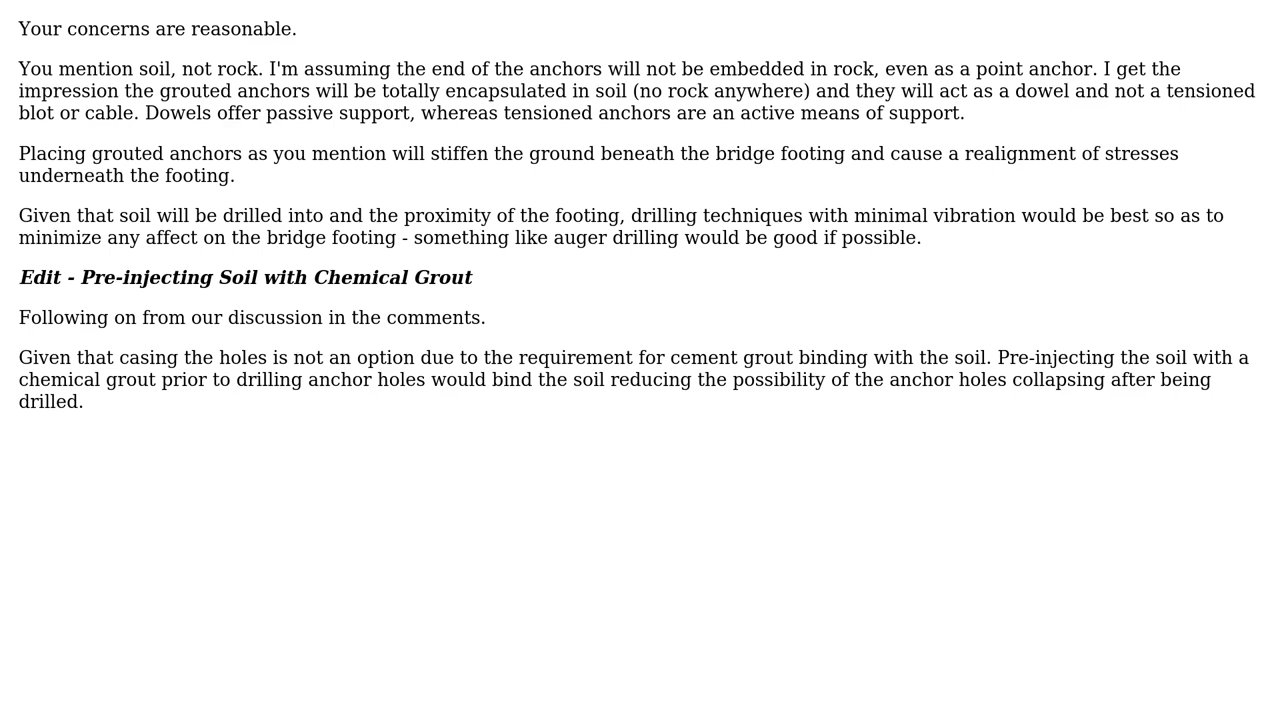 Your concerns are reasonable.
You mention soil, not rock. I'm assuming the end of the anchors will not be embedded in rock, even as a point anchor. I get the
impression the grouted anchors will be totally encapsulated in soil (no rock anywhere) and they will act as a dowel and not a tensioned
blot or cable. Dowels offer passive support, whereas tensioned anchors are an active means of support.
Placing grouted anchors as you mention will stiffen the ground beneath the bridge footing and cause a realignment of stresses
underneath the footing.
Given that soil will be drilled into and the proximity of the footing, drilling techniques with minimal vibration would be best so as to
minimize any affect on the bridge footing - something like auger drilling would be good if possible.
Edit - Pre-injecting Soil with Chemical Grout
Following on from our discussion in the comments.
Given that casing the holes is not an option due to the requirement for cement grout binding with the soil. Pre-injecting the soil with a
chemical grout prior to drilling anchor holes would bind the soil reducing the possibility of the anchor holes collapsing after being
drilled.